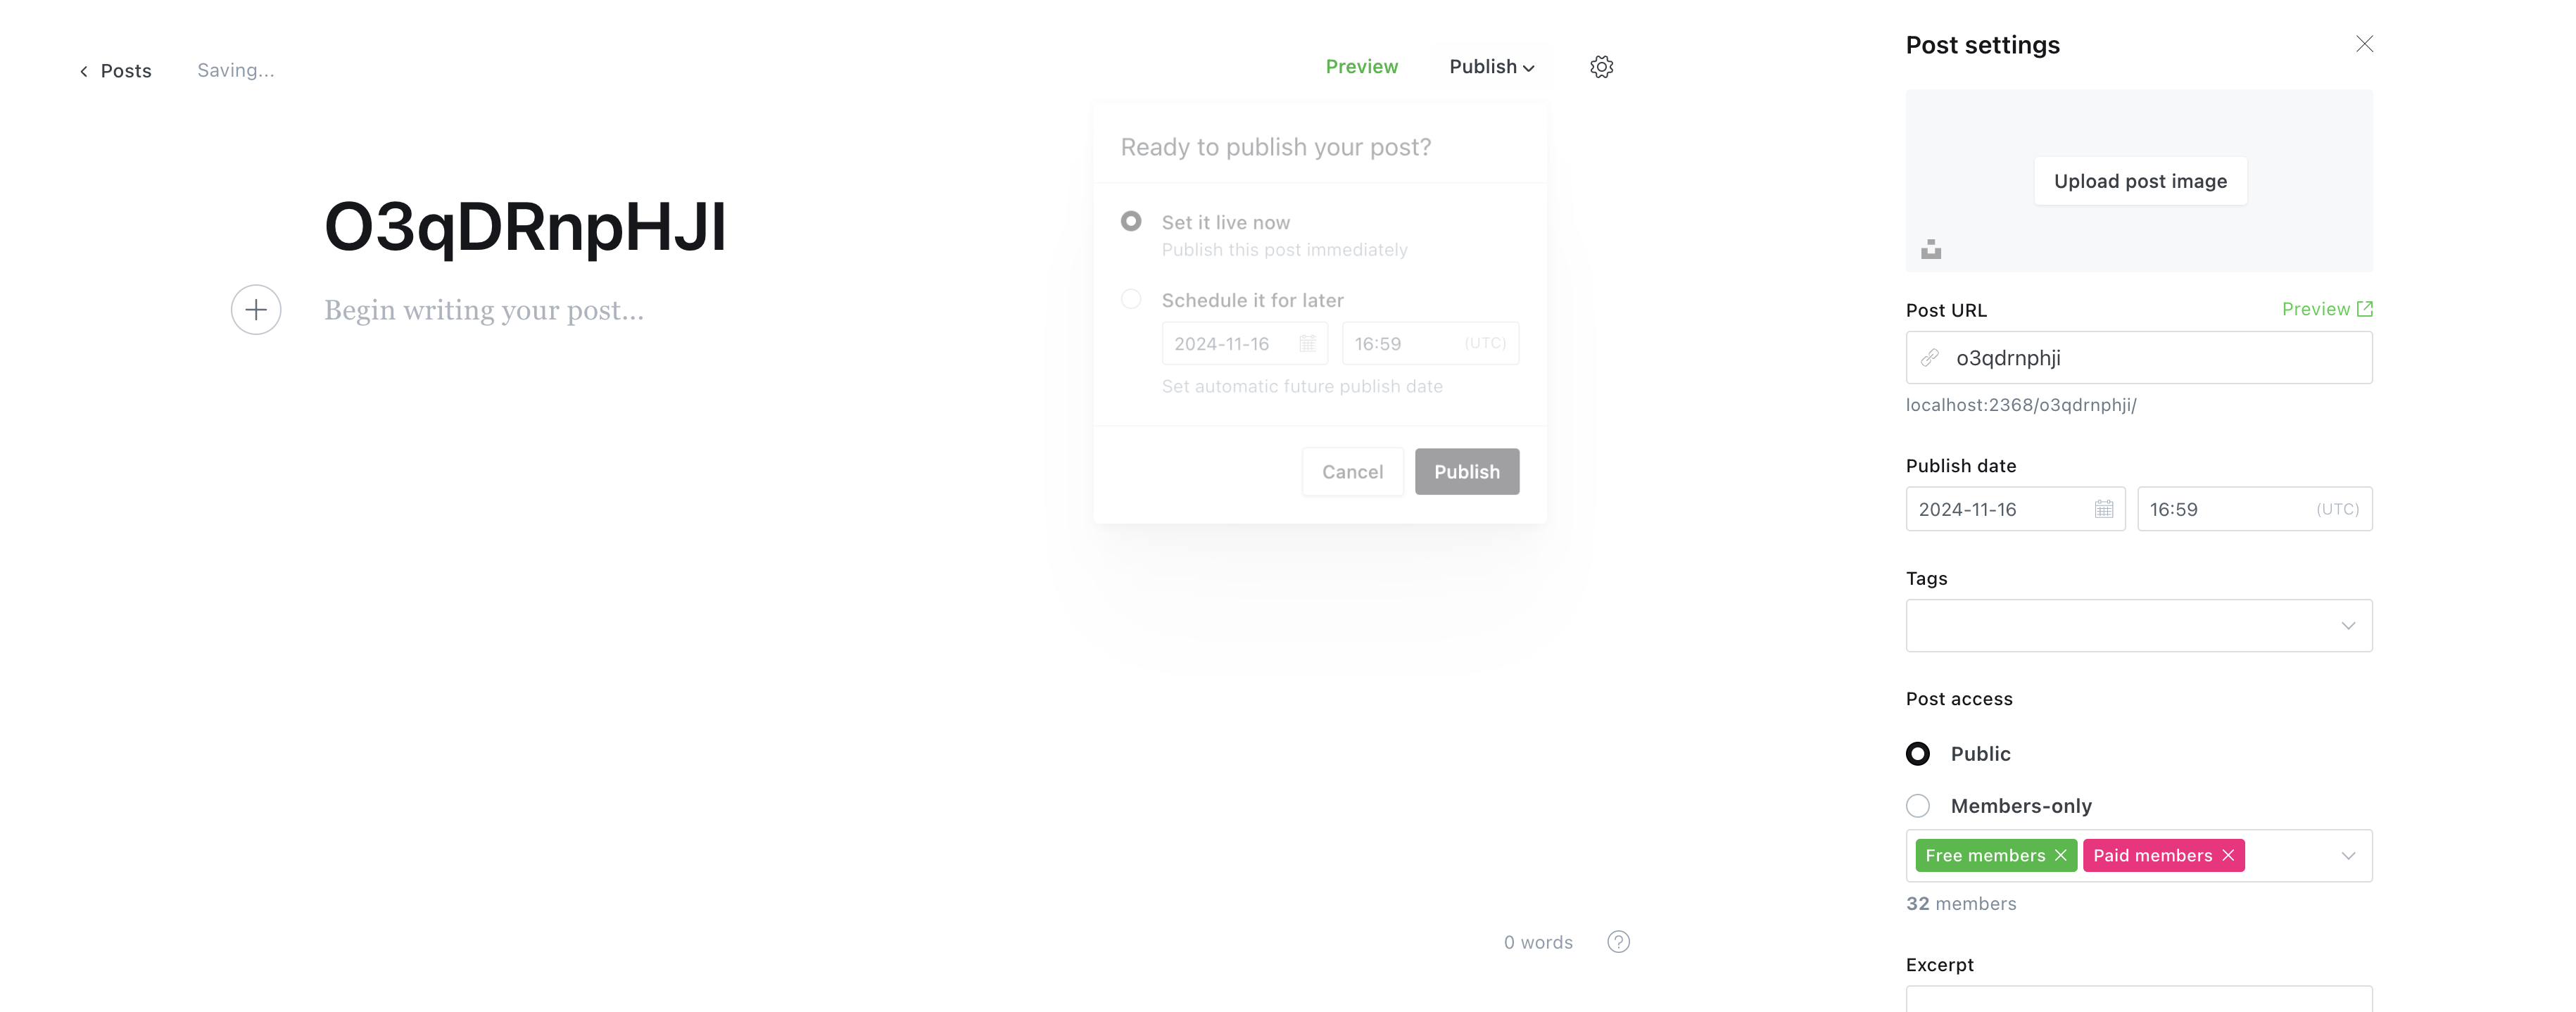 Posts
Saving...
Preview
Publish
Ready to publish your post?
Set it live now
Publish this post immediately
Schedule it for later
2024-11-16
16:59
(UTC)
Set automatic future publish date
Cancel
Publish
O3qDRnpHJI
Begin writing your post...
0 words
?
Post settings
Upload post image
Post URL
Preview
o3qdrnphji
localhost:2368/o3qdrnphji/
Publish date
2024-11-16
16:59
(UTC)
Tags
Post access
Public
Members-only
Free members
Paid members
32 members
Excerpt